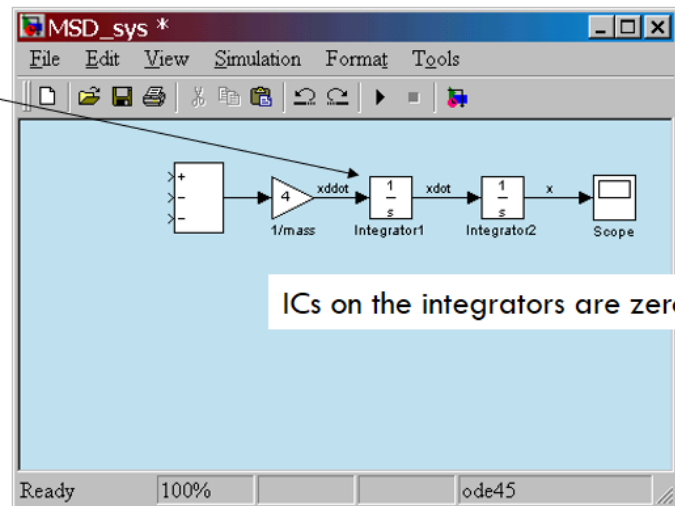 MSD_sys *
File Edit View Simulation Format Tools
+
-
-
4
1/mass
xddot
1
s
Integrator1
xdot
1
s
Integrator2
x
Scope
ICs on the integrators are zer
Ready 100% ode45